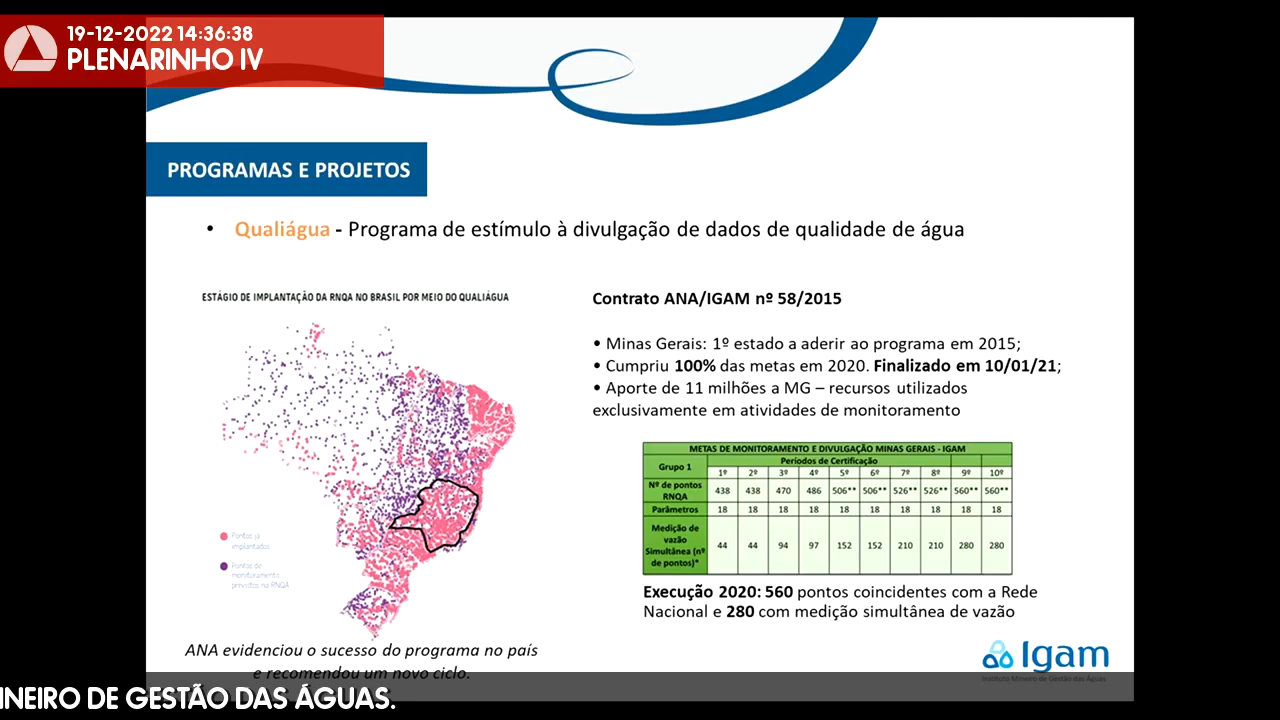 19-12-2022 14:36:38
PLENARINHO IV
PROGRAMAS E PROJETOS
• Qualiágua - Programa de estímulo à divulgação de dados de qualidade de água
ESTÁGIO DE IMPLANTAÇÃO DA RNQA NO BRASIL POR MEIO DO QUALIÁGUA
Pontos já
implantados
Pontos de
monitoramento
previstos na RNQA
ANA evidenciou o sucesso do programa no país
e recomendou um novo ciclo.
Contrato ANA/IGAM nº 58/2015
• Minas Gerais: 1º estado a aderir ao programa em 2015;
• Cumpriu 100% das metas em 2020. Finalizado em 10/01/21;
• Aporte de 11 milhões a MG – recursos utilizados
exclusivamente em atividades de monitoramento
METAS DE MONITORAMENTO E DIVULGAÇÃO MINAS GERAIS - IGAM
Grupo 1
Períodos de Certificação
1º 2º 3º 4º 5º 6º 7º 8º 9º 10º
Nº de pontos
RNQA
438 438 470 486 506** 506** 526** 526** 560** 560**
Parâmetros 18 18 18 18 18 18 18 18 18 18
Medição de
vazão
Simultânea (nº
de pontos)*
44 44 94 97 152 152 210 210 280 280
Execução 2020: 560 pontos coincidentes com a Rede
Nacional e 280 com medição simultânea de vazão
Igam
Instituto Mineiro de Gestão das Águas
INEIRO DE GESTÃO DAS ÁGUAS.